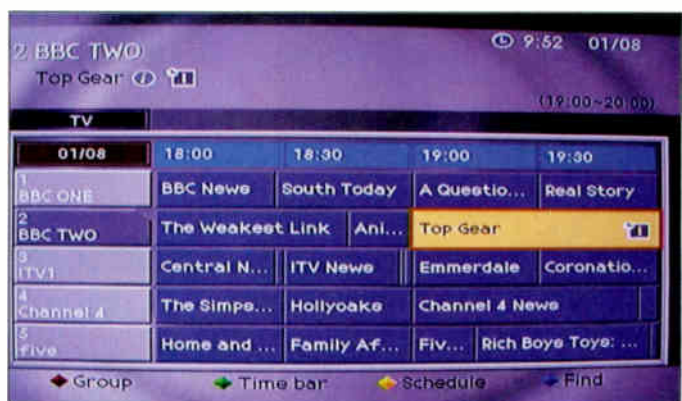 2 BBC TWO
9:52 01/08
Top Gear
(19:00~20:00)
TV
01/08 18:00 18:30 19:00 19:30
1 BBC ONE BBC News South Today A Questio... Real Story
2 BBC TWO The Weakest Link Ani... Top Gear
3 ITV1 Central N... ITV News Emmerdale Coronatio...
4 Channel 4 The Simps... Hollyoaks Channel 4 News
5 five Home and ... Family Af... Fiv... Rich Boys Toys: ...
Group Time bar Schedule Find